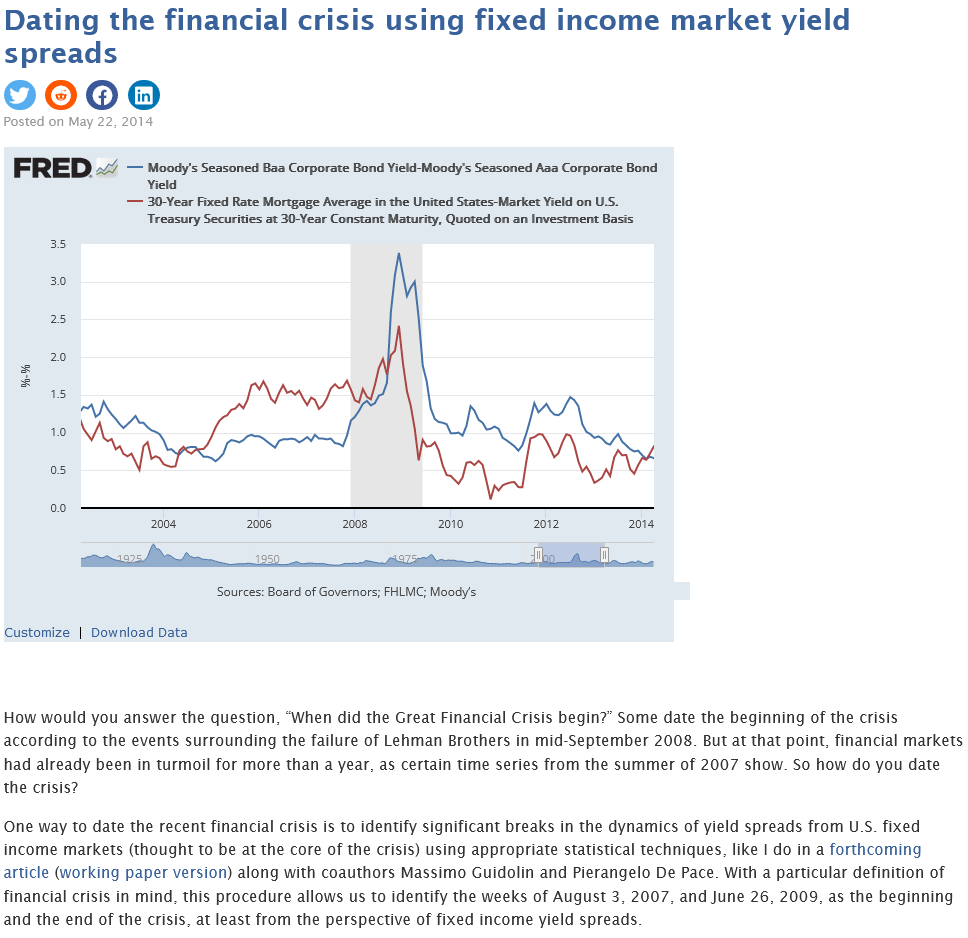 Dating the financial crisis using fixed income market yield
spreads
Posted on May 22, 2014
FRED
Moody's Seasoned Baa Corporate Bond Yield-Moody's Seasoned Aaa Corporate Bond
Yield
30-Year Fixed Rate Mortgage Average in the United States-Market Yield on U.S.
Treasury Securities at 30-Year Constant Maturity, Quoted on an Investment Basis
3.5
3.0
2.5
2.0
1.5
1.0
0.5
0.0
%-%
2004 2006 2008 2010 2012 2014
1925 1950 1975
Sources: Board of Governors; FHLMC; Moody's
Customize | Download Data
How would you answer the question, “When did the Great Financial Crisis begin?” Some date the beginning of the crisis
according to the events surrounding the failure of Lehman Brothers in mid-September 2008. But at that point, financial markets
had already been in turmoil for more than a year, as certain time series from the summer of 2007 show. So how do you date
the crisis?
One way to date the recent financial crisis is to identify significant breaks in the dynamics of yield spreads from U.S. fixed
income markets (thought to be at the core of the crisis) using appropriate statistical techniques, like I do in a forthcoming
article (working paper version) along with coauthors Massimo Guidolin and Pierangelo De Pace. With a particular definition of
financial crisis in mind, this procedure allows us to identify the weeks of August 3, 2007, and June 26, 2009, as the beginning
and the end of the crisis, at least from the perspective of fixed income yield spreads.